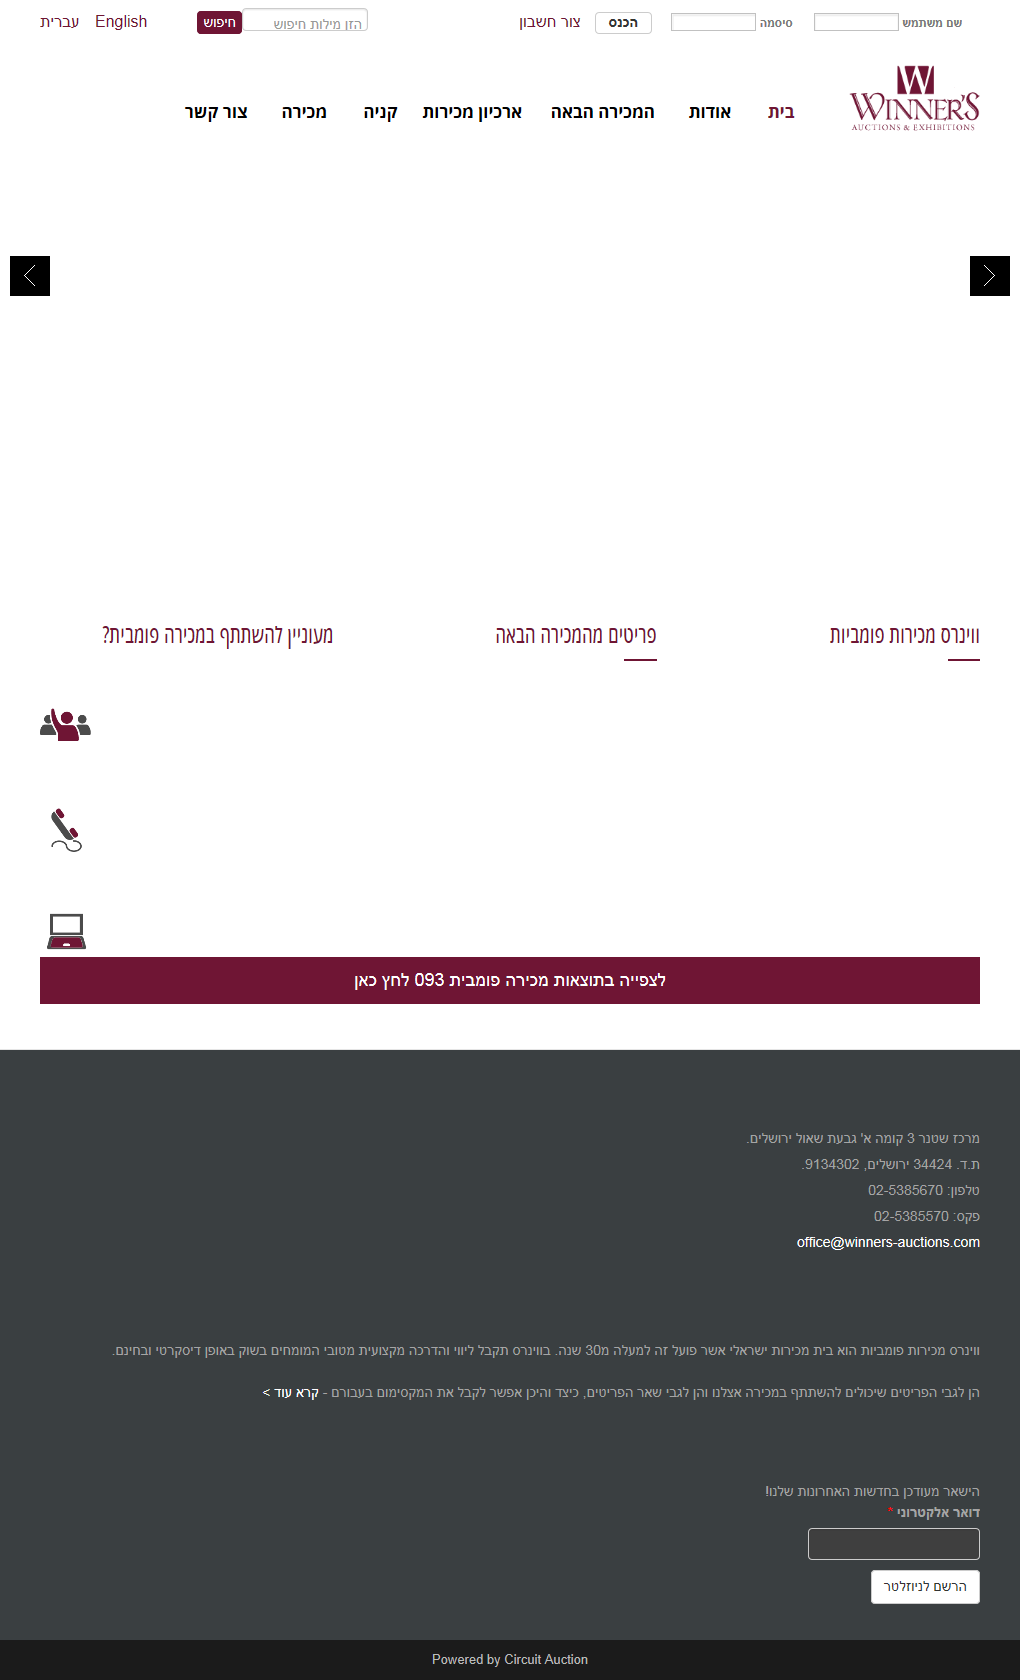 שם משתמש סיסמה הכנס צור חשבון הזן מילות חיפוש חיפוש English עברית
WINNER'S
AUCTIONS & EXHIBITIONS
בית אודות המכירה הבאה ארכיון מכירות קניה מכירה צור קשר
ווינרס מכירות פומביות
פריטים מהמכירה הבאה
מעוניין להשתתף במכירה פומבית?
לצפייה בתוצאות מכירה פומבית 093 לחץ כאן
מרכז שטנר 3 קומה א' גבעת שאול ירושלים.
ת.ד. 34424 ירושלים, 9134302.
טלפון: 02-5385670
פקס: 02-5385570
office@winners-auctions.com
ווינרס מכירות פומביות הוא בית מכירות ישראלי אשר פועל זה למעלה מ30 שנה. בווינרס תקבל ליווי והדרכה מקצועית מטובי המומחים בשוק באופן דיסקרטי ובחינם.
הן לגבי הפריטים שיכולים להשתתף במכירה אצלנו והן לגבי שאר הפריטים, כיצד והיכן אפשר לקבל את המקסימום בעבורם - קרא עוד >
הישאר מעודכן בחדשות האחרונות שלנו!
דואר אלקטרוני *
הרשם לניוזלטר
Powered by Circuit Auction